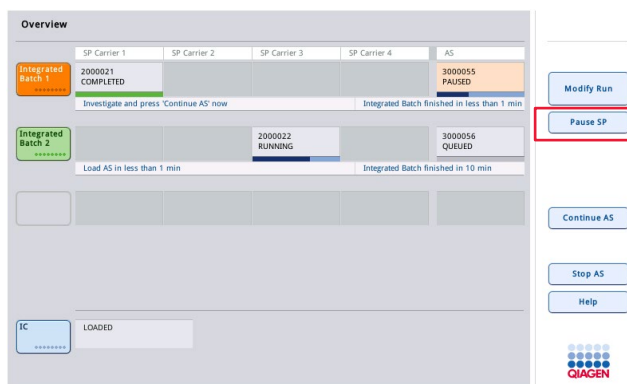 Overview
SP Carrier 1 SP Carrier 2 SP Carrier 3 SP Carrier 4 AS
Integrated Batch 1
2000021 COMPLETED
3000055 PAUSED
Investigate and press 'Continue AS' now
Integrated Batch finished in less than 1 min
Integrated Batch 2
2000022 RUNNING
3000056 QUEUED
Load AS in less than 1 min
Integrated Batch finished in 10 min
IC
LOADED
Modify Run
Pause SP
Continue AS
Stop AS
Help
QIAGEN